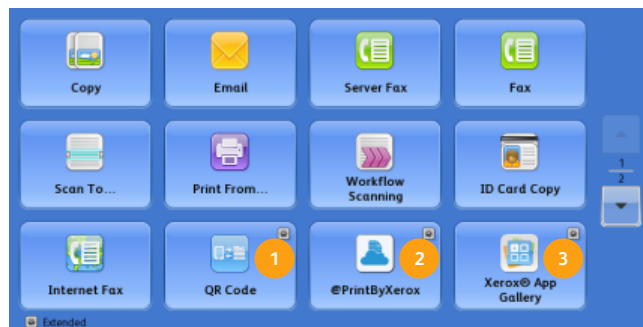 Copy
Email
Server Fax
Fax
Scan To...
Print From...
Workflow
Scanning
ID Card Copy
1
2
Internet Fax
QR Code
1
@PrintByXerox
2
Xerox® App
Gallery
3
Extended